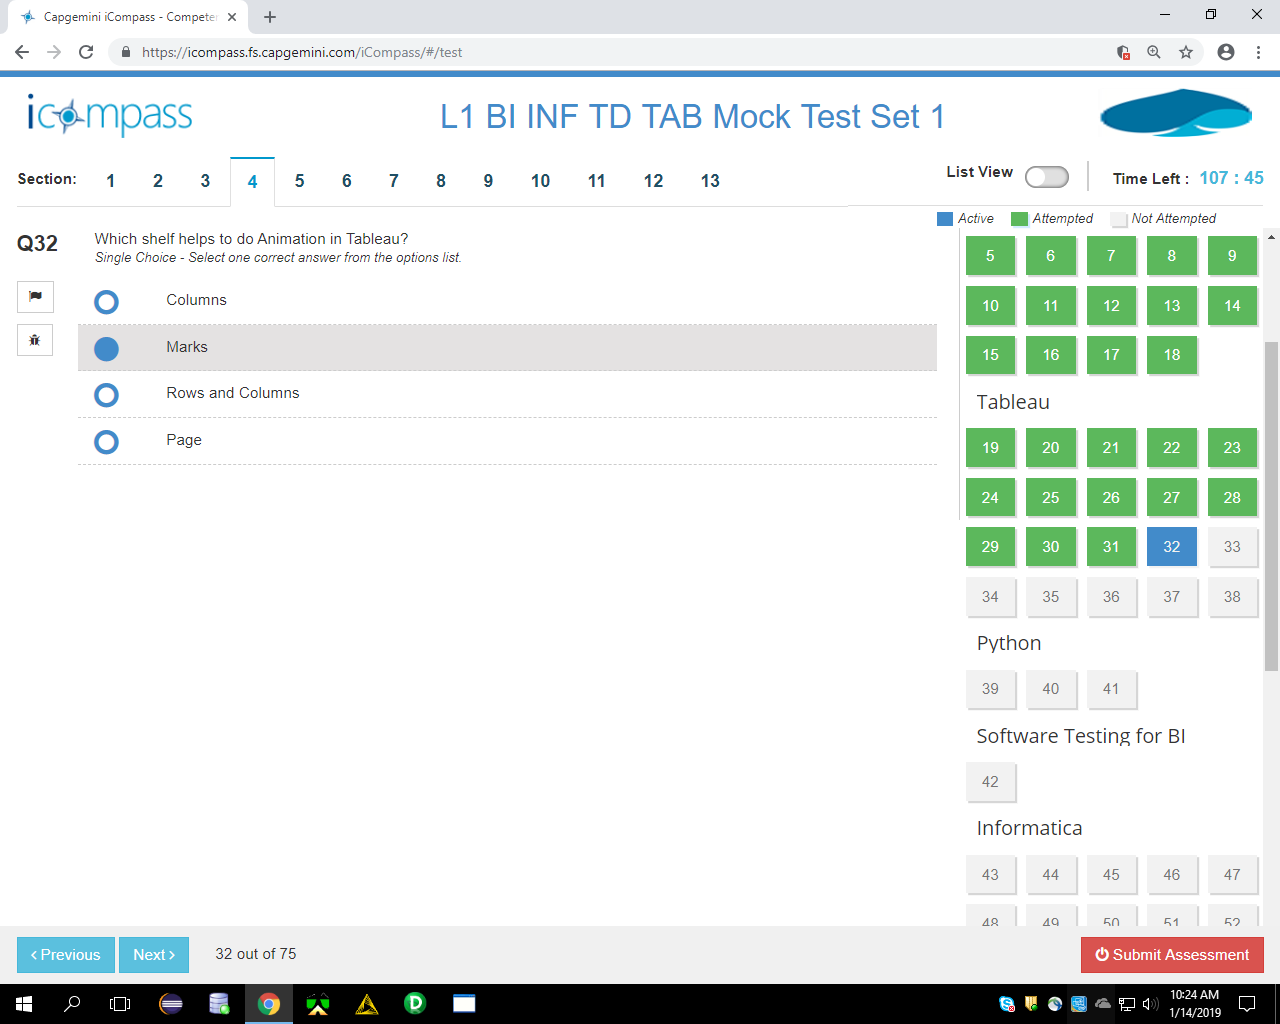 Capgemini iCompass - Competen
https://icompass.fs.capgemini.com/iCompass/#/test
icompass
L1 BI INF TD TAB Mock Test Set 1
Section: 1 2 3 4 5 6 7 8 9 10 11 12 13
List View
Time Left : 107 : 45
Active Attempted Not Attempted
Q32
Which shelf helps to do Animation in Tableau?
Single Choice - Select one correct answer from the options list.
Columns
Marks
Rows and Columns
Page
5 6 7 8 9
10 11 12 13 14
15 16 17 18
Tableau
19 20 21 22 23
24 25 26 27 28
29 30 31 32 33
34 35 36 37 38
Python
39 40 41
Software Testing for BI
42
Informatica
43 44 45 46 47
48 49 50 51 52
Previous
Next
32 out of 75
Submit Assessment
10:24 AM
1/14/2019